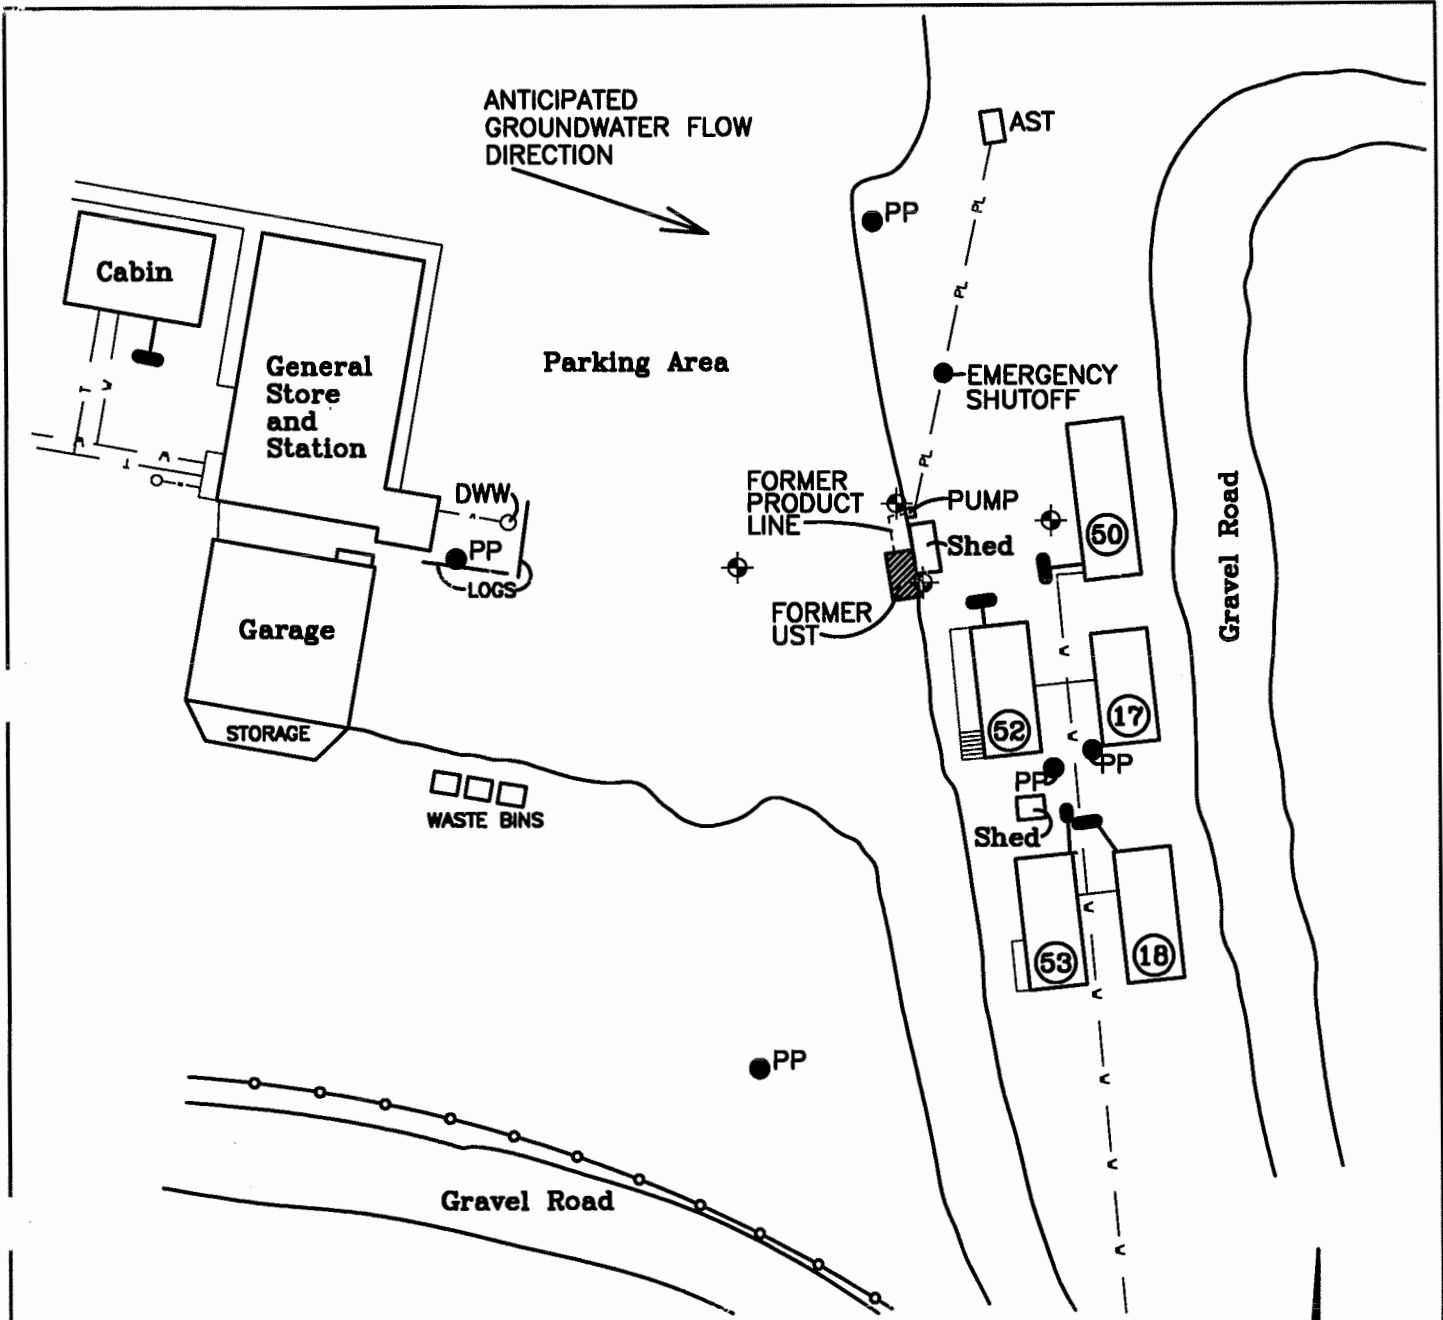 ANTICIPATED
GROUNDWATER FLOW
DIRECTION
AST
PP
PL
PL
PL
Cabin
General
Store
and
Station
Parking Area
EMERGENCY
SHUTOFF
T
W
W
T
W
DWW
PP
LOGS
FORMER
PRODUCT
LINE
PUMP
Shed
50
FORMER
UST
Gravel Road
Garage
STORAGE
WASTE BINS
52
17
PP
PP
Shed
53
18
PP
Gravel Road